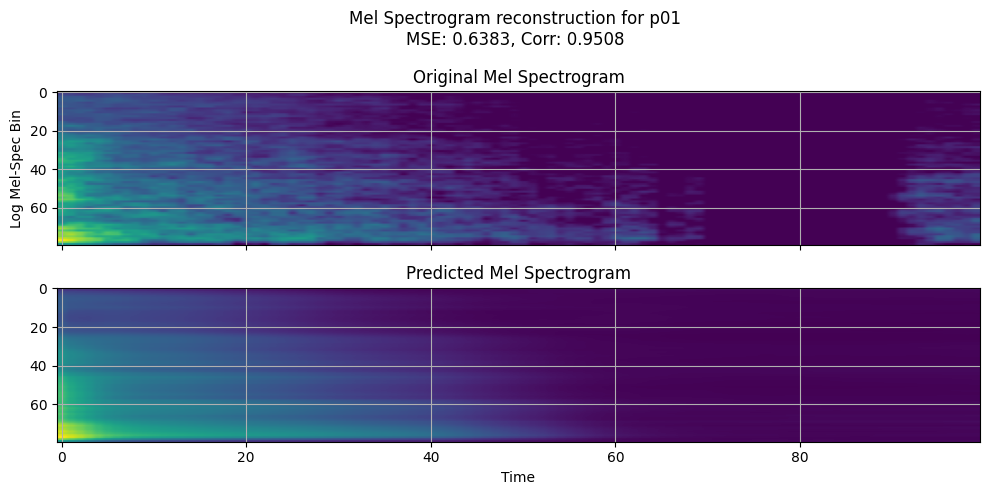 Mel Spectrogram reconstruction for p01
MSE: 0.6383, Corr: 0.9508
Original Mel Spectrogram
0
20
40
60
Log Mel-Spec Bin
Predicted Mel Spectrogram
0
20
40
60
0 20 40 60 80
Time